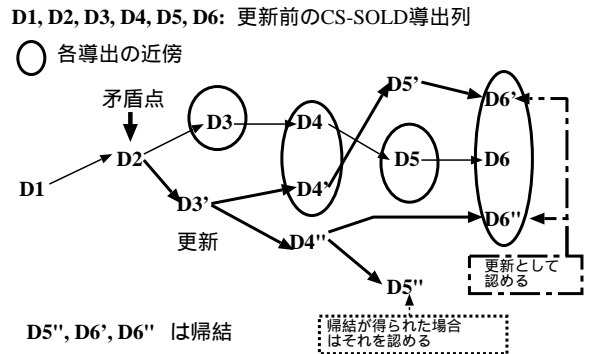 D1, D2, D3, D4, D5, D6: 更新前のCS-SOLD導出列
各導出の近傍
矛盾点
D5'
D6'
D3
D4
D2
D5
D6
D1
D4'
D3'
D6"
更新
D4"
更新として
認める
D5"
D5", D6', D6" は帰結
帰結が得られた場合
はそれを認める